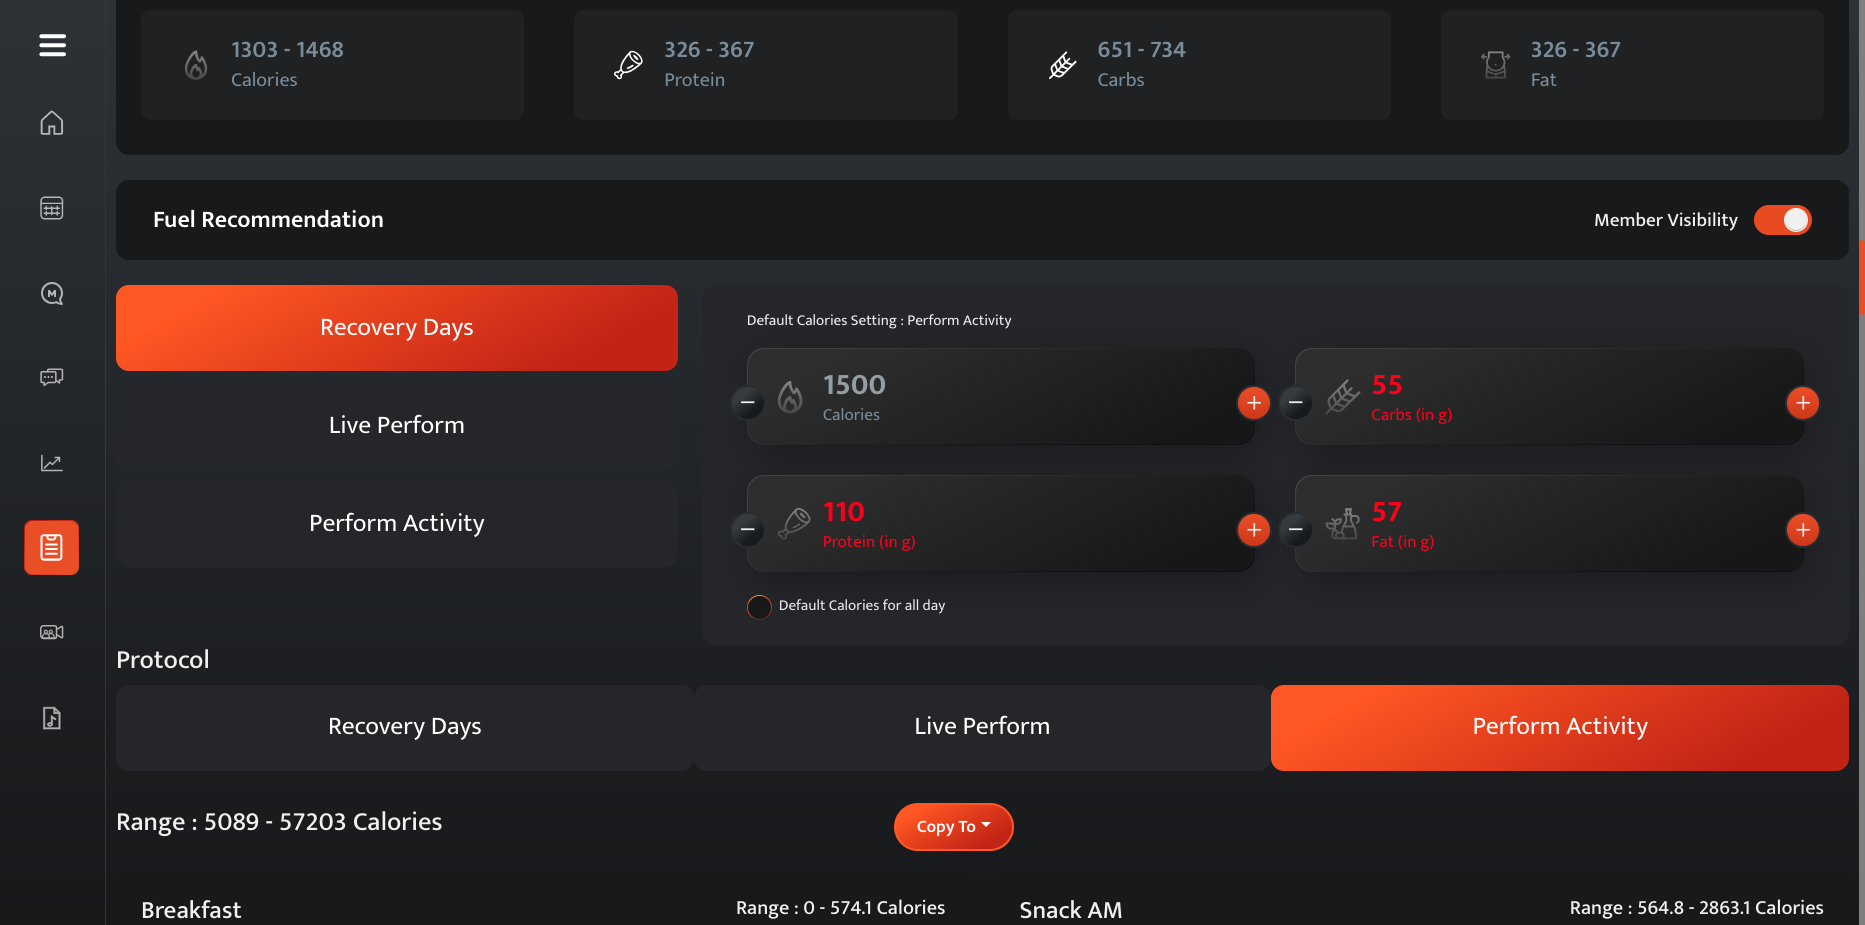 1303 - 1468
Calories
326 - 367
Protein
651 - 734
Carbs
326 - 367
Fat
Fuel Recommendation
Member Visibility
Recovery Days
Live Perform
Perform Activity
Default Calories Setting : Perform Activity
1500
Calories
55
Carbs (in g)
110
Protein (in g)
57
Fat (in g)
Default Calories for all day
Protocol
Recovery Days
Live Perform
Perform Activity
Range : 5089 - 57203 Calories
Copy To
Breakfast
Range : 0 - 574.1 Calories
Snack AM
Range : 564.8 - 2863.1 Calories